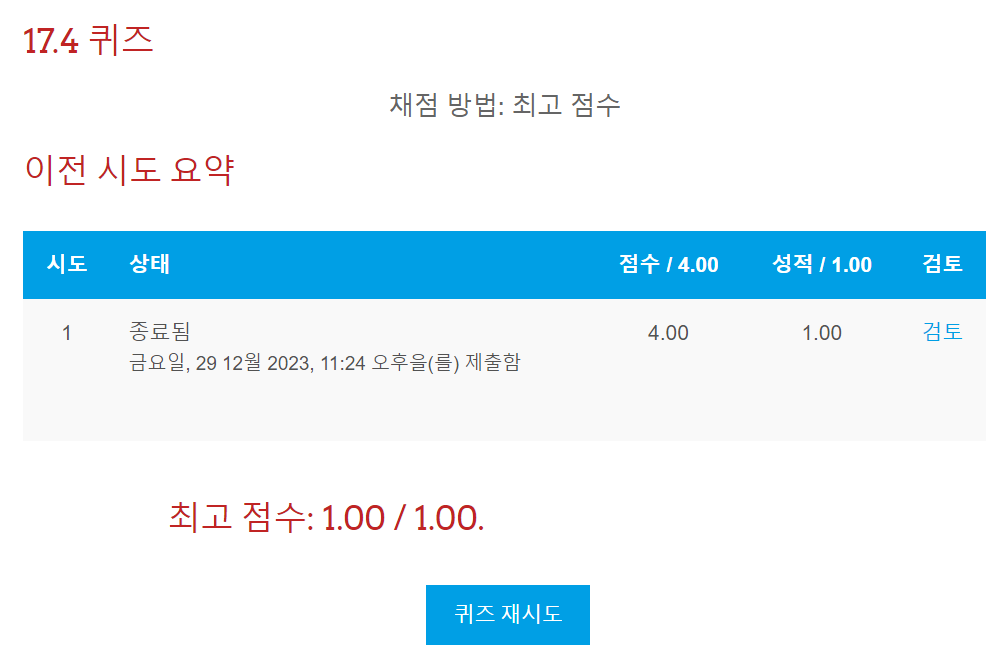 17.4 퀴즈
채점 방법: 최고 점수
이전 시도 요약
시도 상태 점수 / 4.00 성적 / 1.00 검토
1 종료됨 4.00 1.00 검토
금요일, 29 12월 2023, 11:24 오후을(를) 제출함
최고 점수: 1.00 / 1.00.
퀴즈 재시도